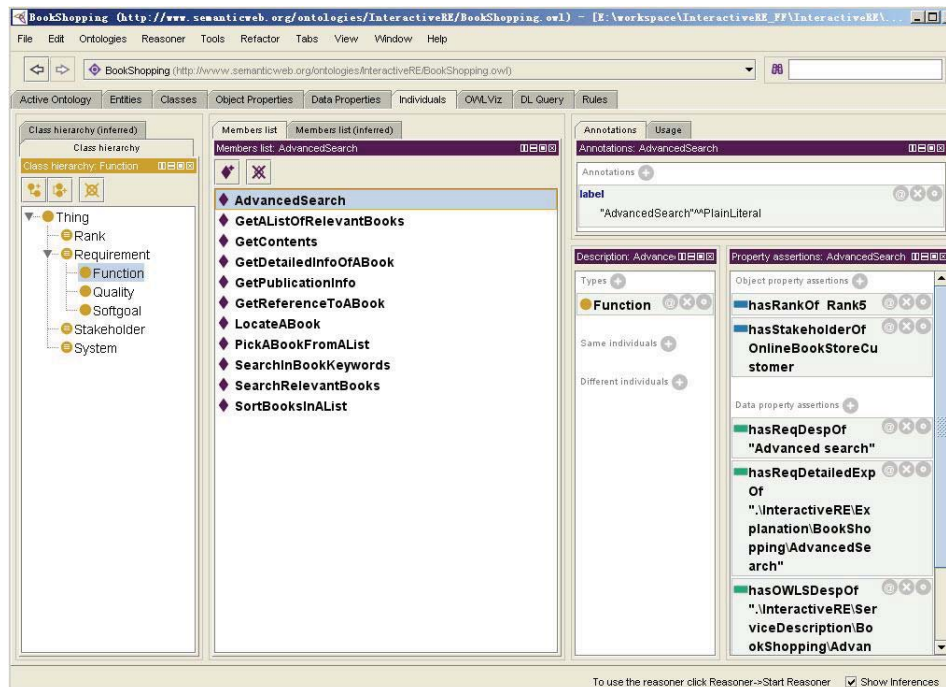 BookShopping (http://www.semanticweb.org/ontologies/InteractiveRE/BookShopping.owl) - [E:\workspace\InteractiveRE_FF\InteractiveRE\...
File Edit Ontologies Reasoner Tools Refactor Tabs View Window Help
BookShopping (http://www.semanticweb.org/ontologies/InteractiveRE/BookShopping.owl)
Active Ontology Entities Classes Object Properties Data Properties Individuals OWLViz DL Query Rules
Class hierarchy (inferred)
Class hierarchy
Class hierarchy: Function
Thing
Rank
Requirement
Function
Quality
Softgoal
Stakeholder
System
Members list Members list (inferred)
Members list: AdvancedSearch
AdvancedSearch
GetAListOfRelevantBooks
GetContents
GetDetailedInfoOfABook
GetPublicationInfo
GetReferenceToABook
LocateABook
PickABookFromAList
SearchInBookKeywords
SearchRelevantBooks
SortBooksInAList
Annotations Usage
Annotations: AdvancedSearch
Annotations
label
"AdvancedSearch"^^PlainLiteral
Description: Advance
Types
Function
Same individuals
Different individuals
Property assertions: AdvancedSearch
Object property assertions
hasRankOf Rank5
hasStakeholderOf
OnlineBookStoreCu
stomer
Data property assertions
hasReqDespOf
"Advanced search"
hasReqDetailedExp
Of
".\InteractiveRE\Ex
planation\BookSho
pping\AdvancedSe
arch"
hasOWLSDespOf
".\InteractiveRE\Ser
viceDescription\Bo
okShopping\Advan
To use the reasoner click Reasoner->Start Reasoner Show Inferences